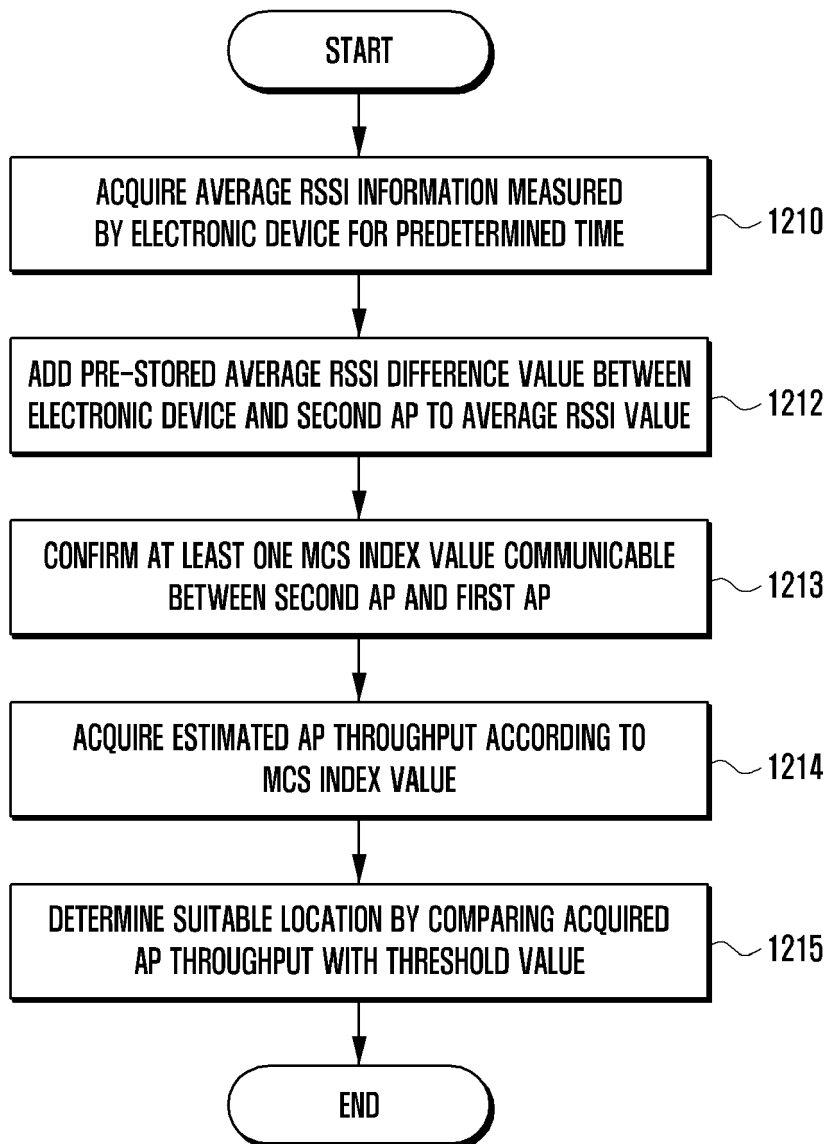 START
ACQUIRE AVERAGE RSSI INFORMATION MEASURED
BY ELECTRONIC DEVICE FOR PREDETERMINED TIME
1210
ADD PRE-STORED AVERAGE RSSI DIFFERENCE VALUE BETWEEN
ELECTRONIC DEVICE AND SECOND AP TO AVERAGE RSSI VALUE
1212
CONFIRM AT LEAST ONE MCS INDEX VALUE COMMUNICABLE
BETWEEN SECOND AP AND FIRST AP
1213
ACQUIRE ESTIMATED AP THROUGHPUT ACCORDING TO
MCS INDEX VALUE
1214
DETERMINE SUITABLE LOCATION BY COMPARING ACQUIRED
AP THROUGHPUT WITH THRESHOLD VALUE
1215
END